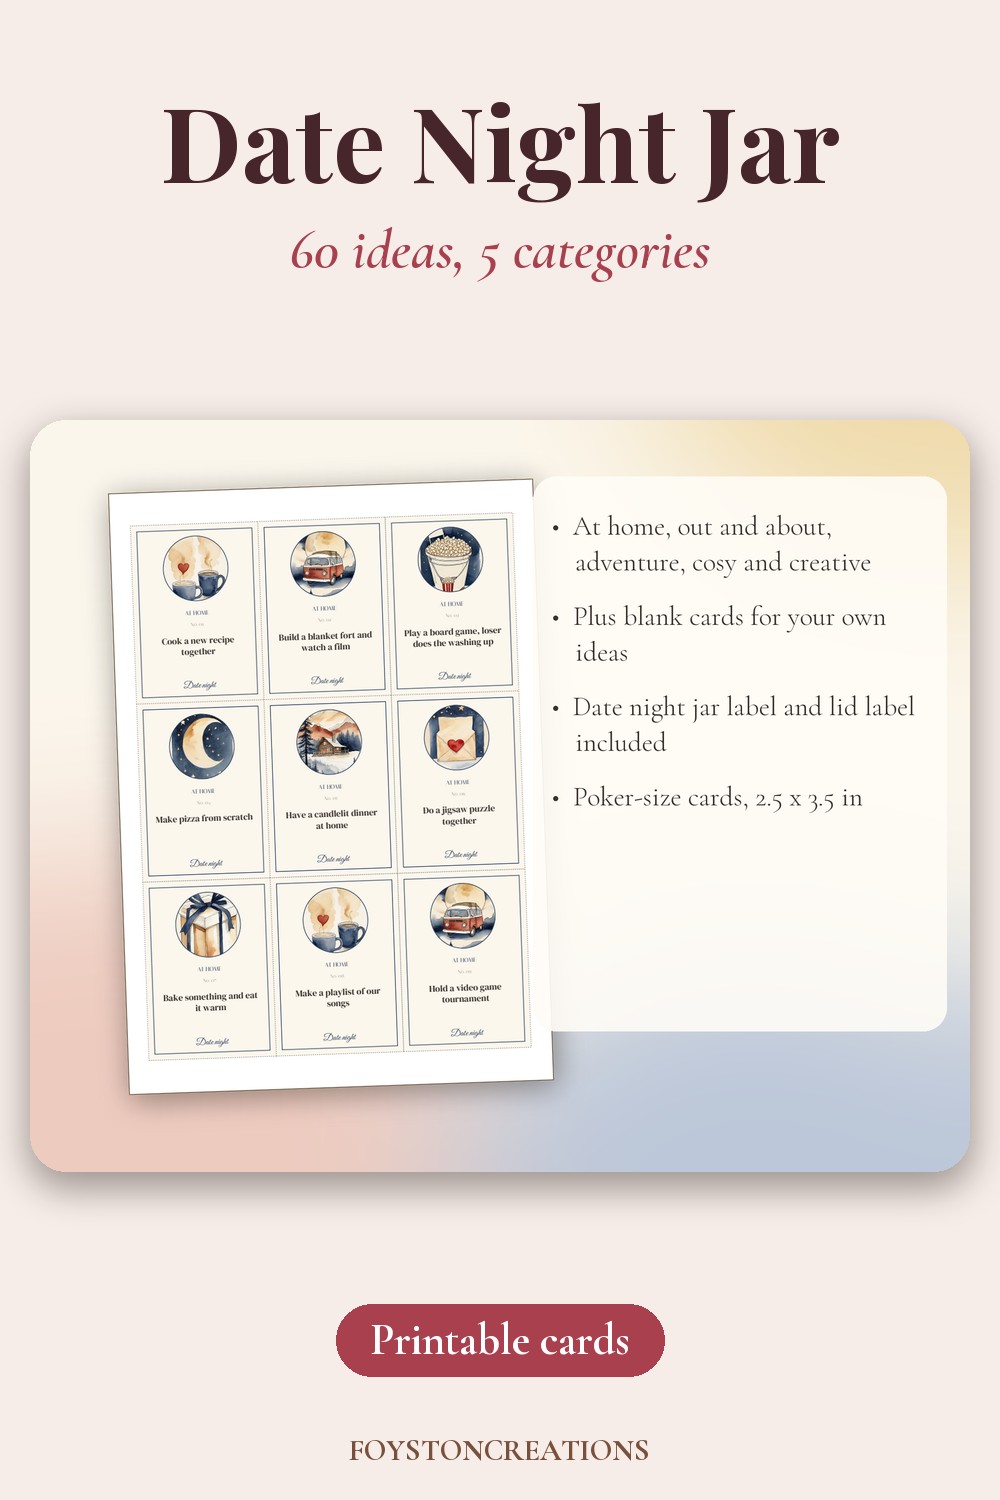 Date Night Jar
60 ideas, 5 categories
AT HOME
Cook a new recipe
together
Date night
AT HOME
Build a blanket fort and
watch a film
Date night
AT HOME
Play a board game, loser
does the washing up
Date night
AT HOME
Make pizza from scratch
Date night
AT HOME
Have a candlelit dinner
at home
Date night
AT HOME
Do a jigsaw puzzle
together
Date night
AT HOME
Bake something and eat
it warm
Date night
AT HOME
Make a playlist of our
songs
Date night
AT HOME
Hold a video game
tournament
Date night
• At home, out and about,
adventure, cosy and creative
• Plus blank cards for your own
ideas
• Date night jar label and lid label
included
• Poker-size cards, 2.5 x 3.5 in
Printable cards
FOYSTONCREATIONS